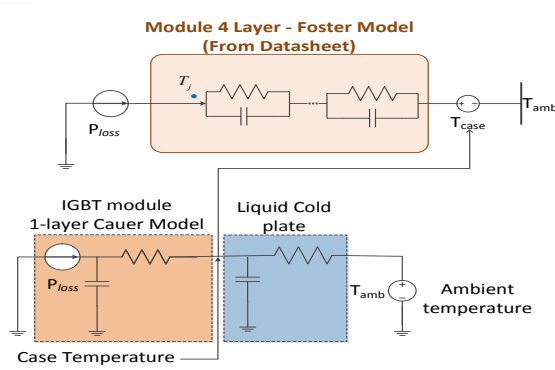 Module 4 Layer - Foster Model
(From Datasheet)
Tj
Ploss
Tcase
Tamb
IGBT module
1-layer Cauer Model
Liquid Cold
plate
Ploss
Tamb
Ambient
temperature
Case Temperature